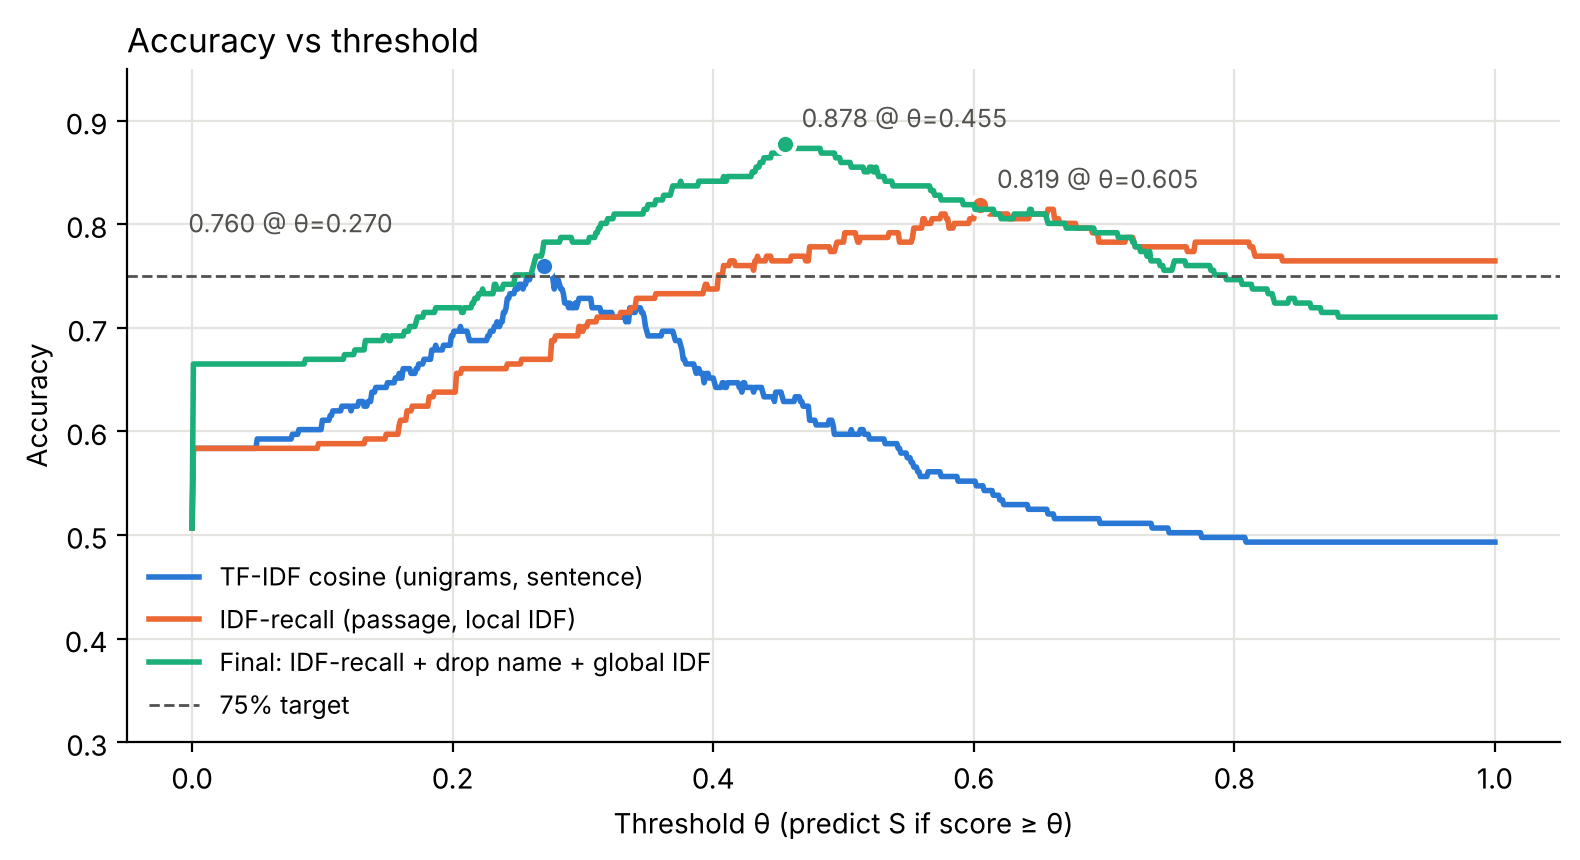 Accuracy vs threshold
0.878 @ θ=0.455
0.819 @ θ=0.605
0.760 @ θ=0.270
0.9
0.8
0.7
0.6
0.5
0.4
0.3
Accuracy
TF-IDF cosine (unigrams, sentence)
IDF-recall (passage, local IDF)
Final: IDF-recall + drop name + global IDF
75% target
0.0 0.2 0.4 0.6 0.8 1.0
Threshold θ (predict S if score ≥ θ)